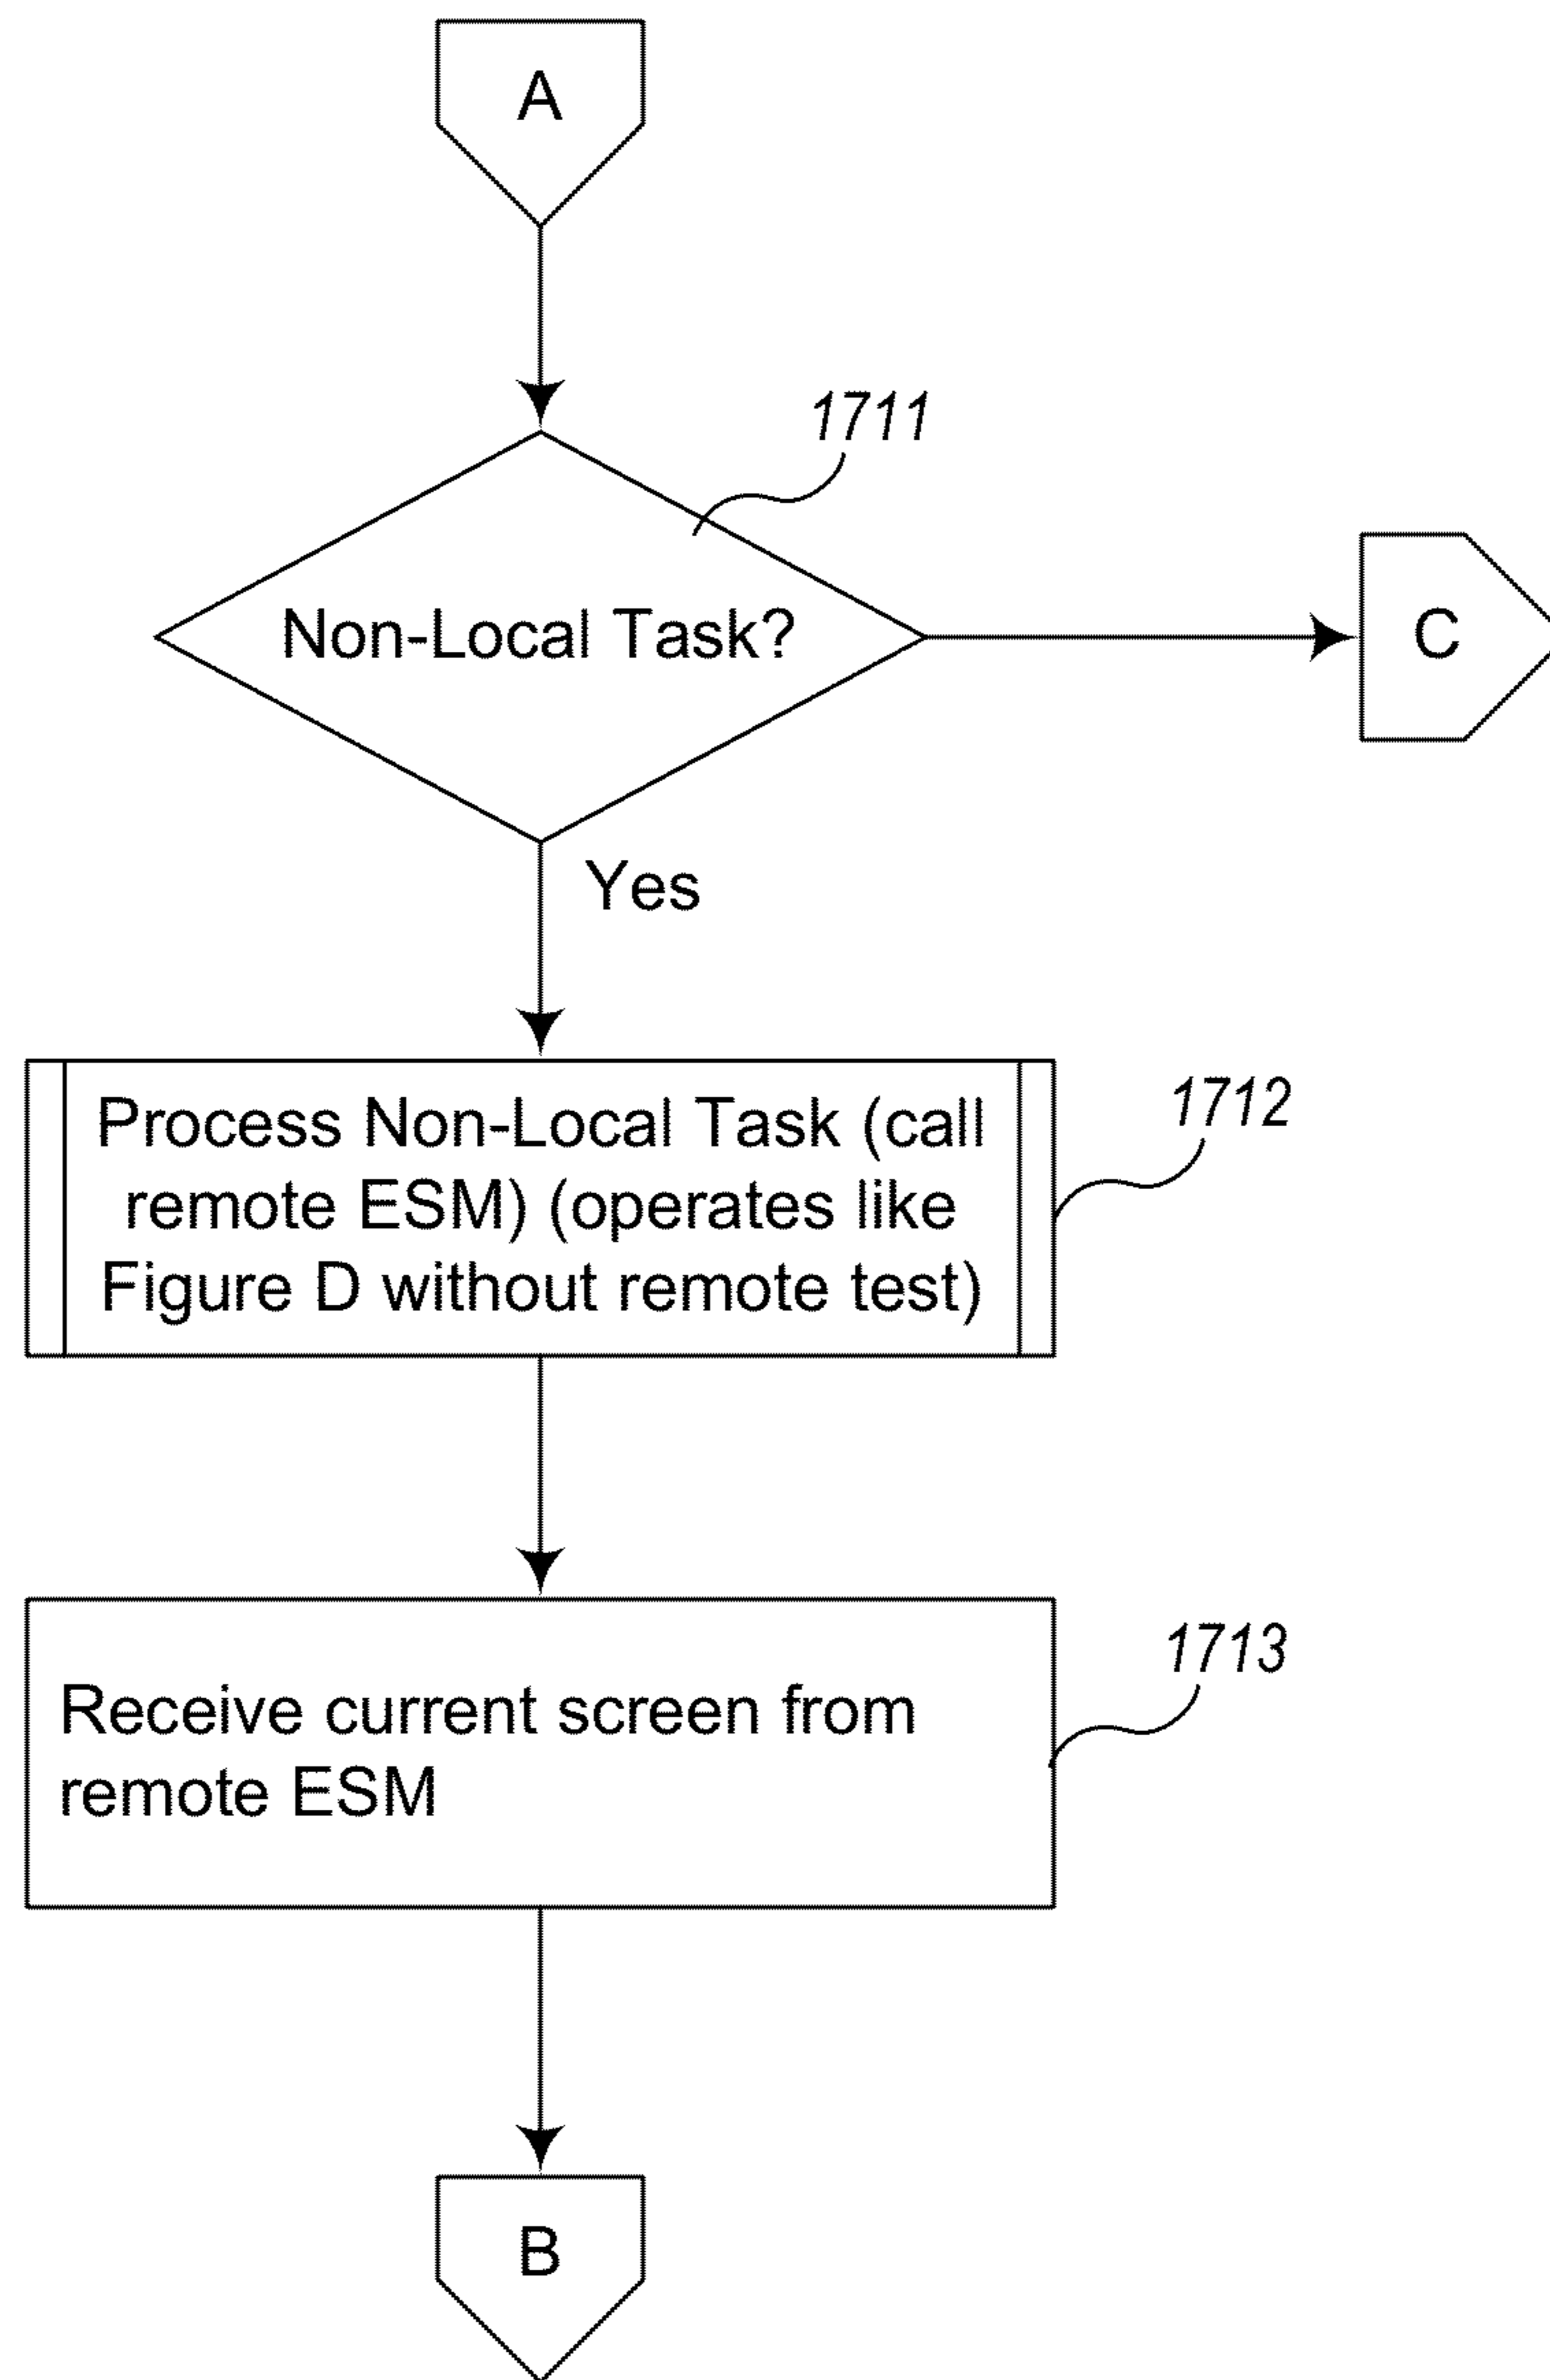 A
1711
Non-Local Task?
C
Yes
Process Non-Local Task (call
remote ESM) (operates like
Figure D without remote test)
1712
Receive current screen from
remote ESM
1713
B